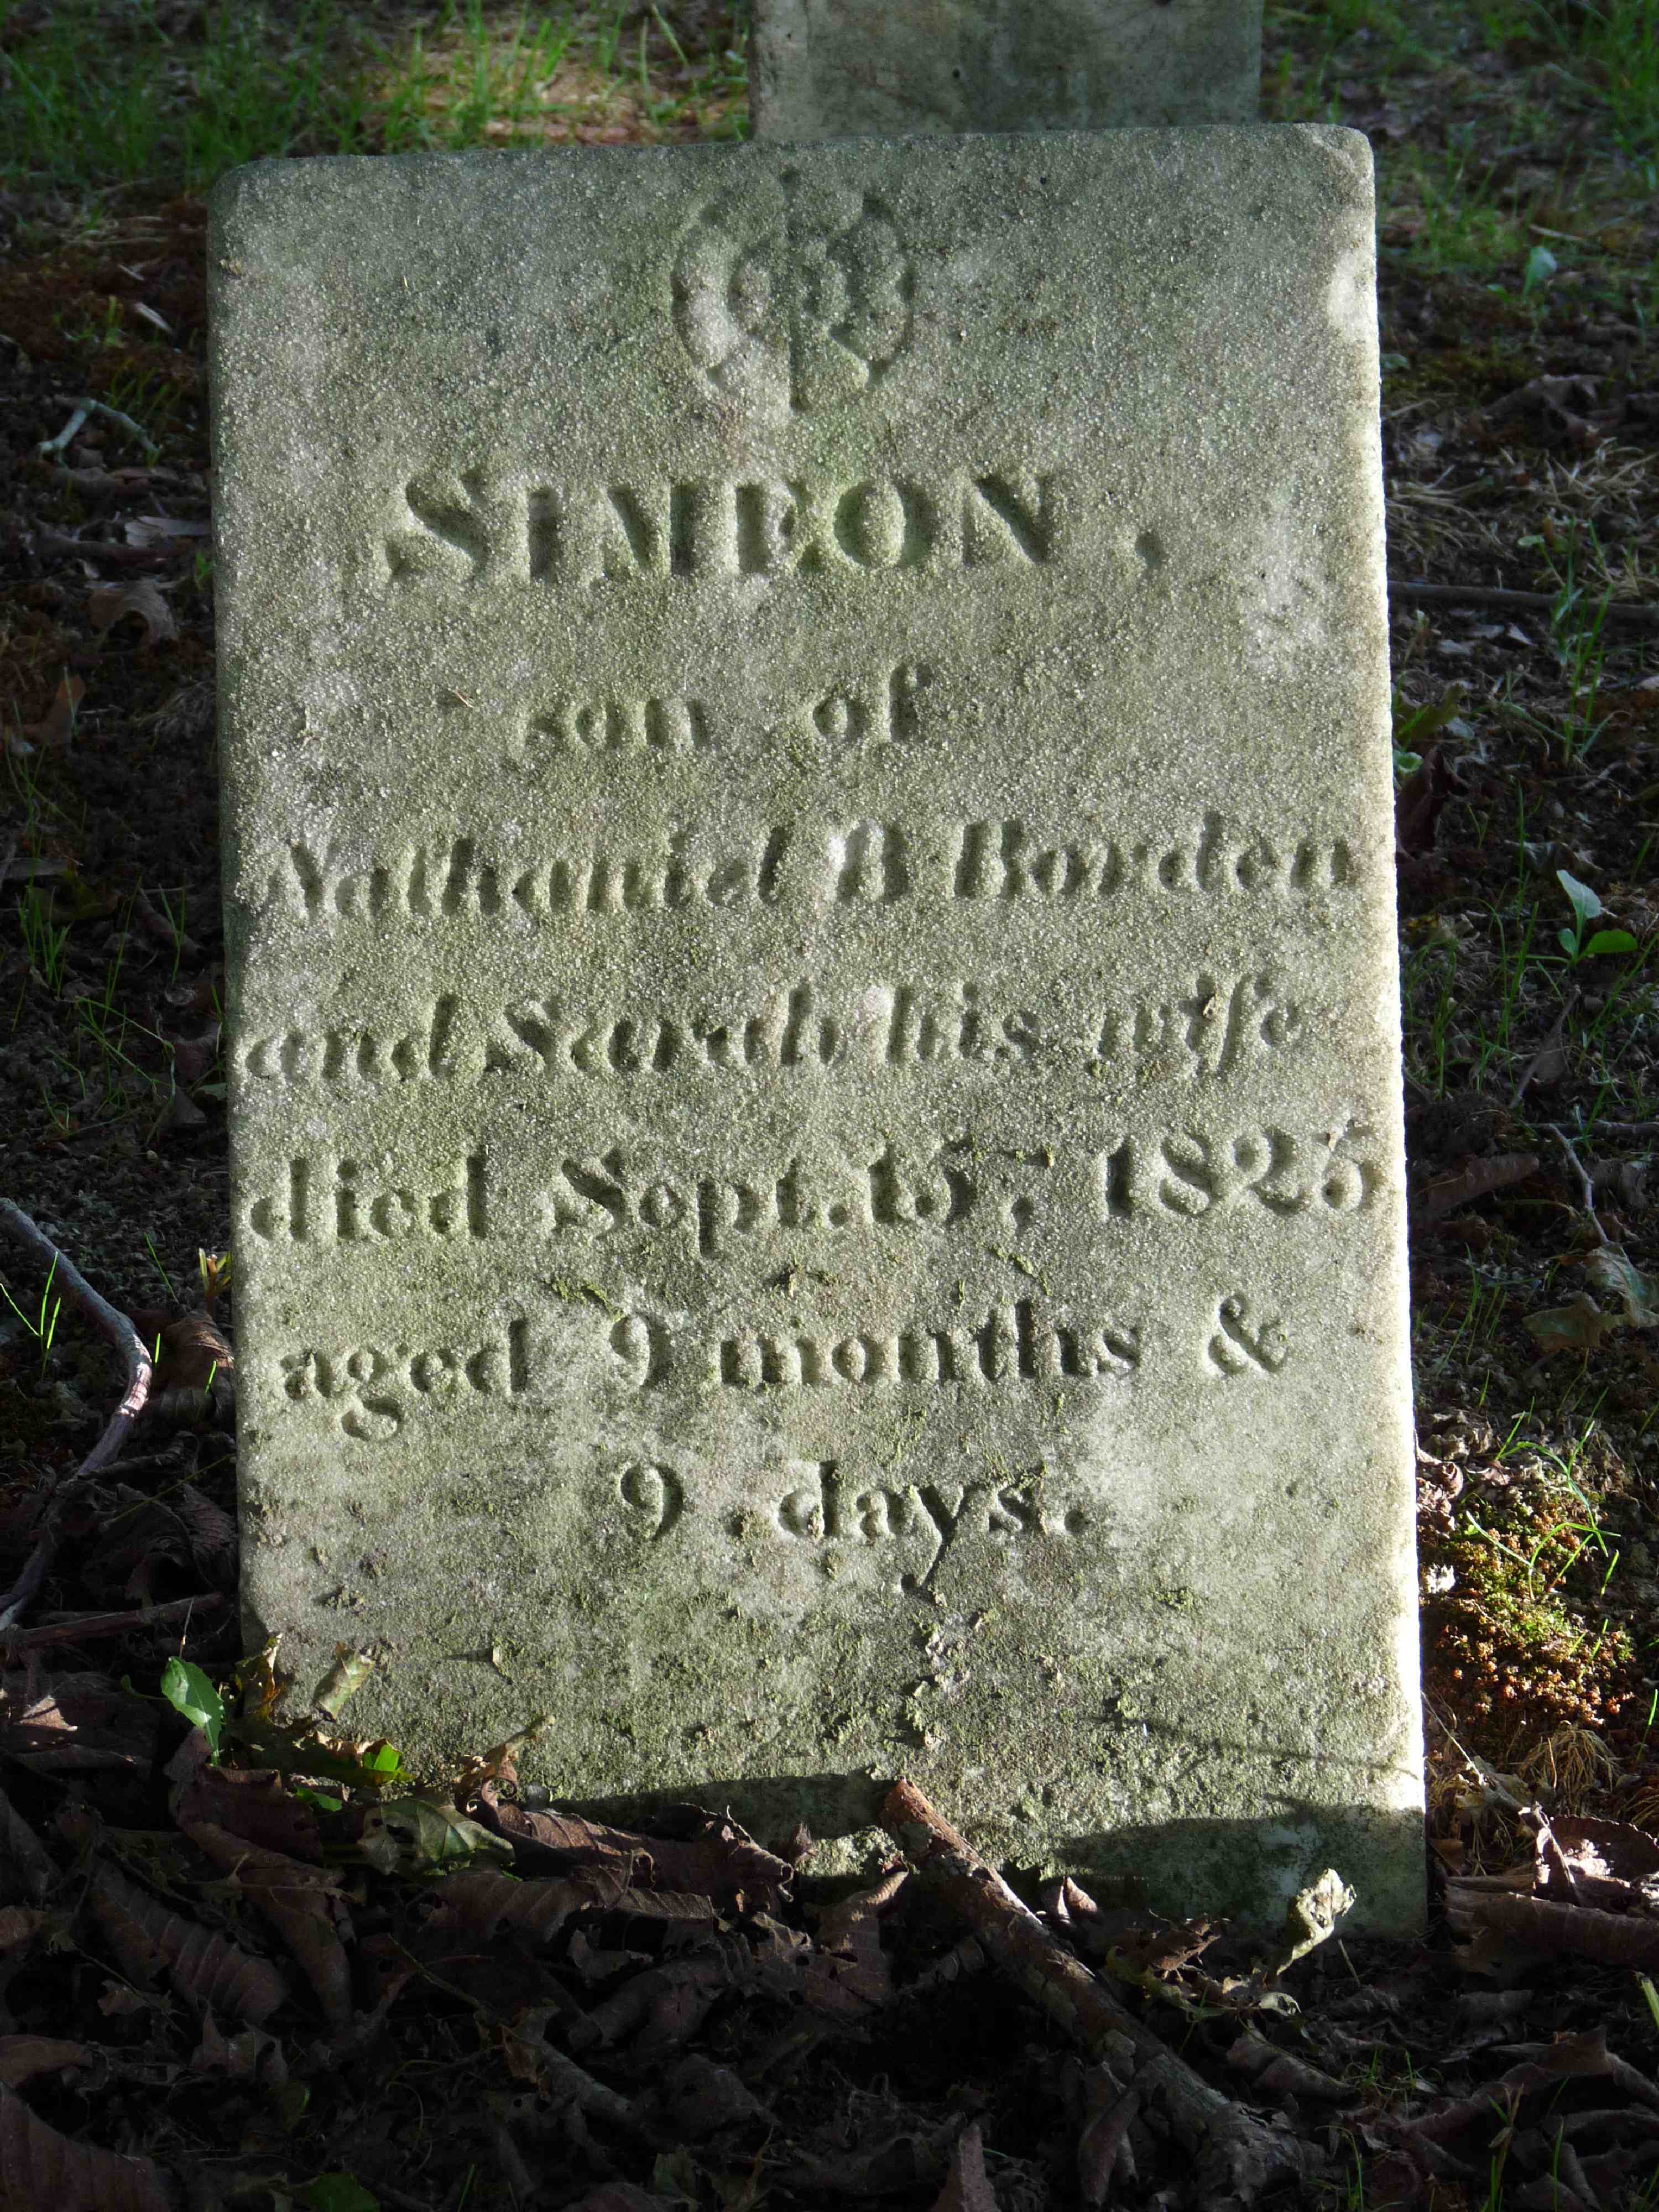 SIMEON,
son of
Nathaniel B Borden
and Sarah his wife
died Sept. 15, 1825
aged 9 months &
9 days.